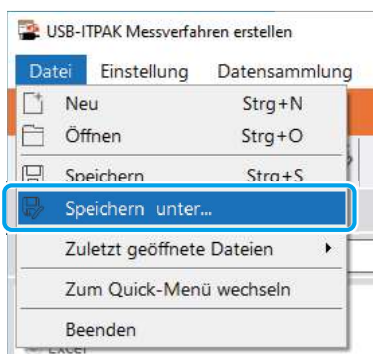 USB-ITPAK Messverfahren erstellen
Datei Einstellung Datensammlung
Neu Strg+N
Öffnen Strg+O
Speichern Strg+S
Speichern unter...
Zuletzt geöffnete Dateien
Zum Quick-Menü wechseln
Beenden
Excel